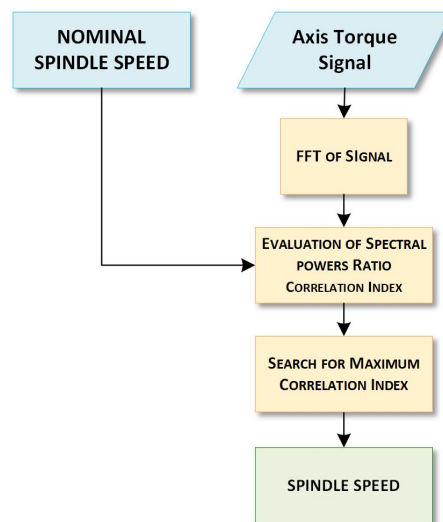 NOMINAL
SPINDLE SPEED
Axis Torque
Signal
FFT OF SIGNAL
EVALUATION OF SPECTRAL
POWERS RATIO
CORRELATION INDEX
SEARCH FOR MAXIMUM
CORRELATION INDEX
SPINDLE SPEED